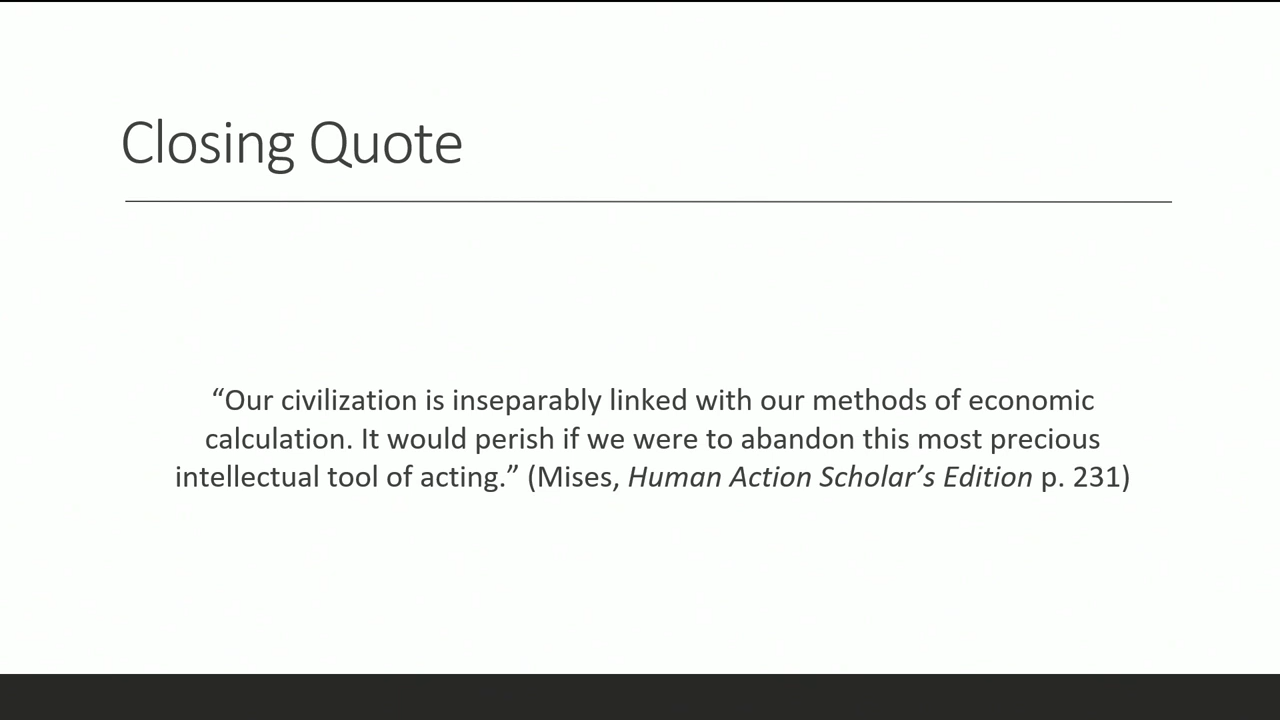 Closing Quote
“Our civilization is inseparably linked with our methods of economic
calculation. It would perish if we were to abandon this most precious
intellectual tool of acting.” (Mises, Human Action Scholar’s Edition p. 231)